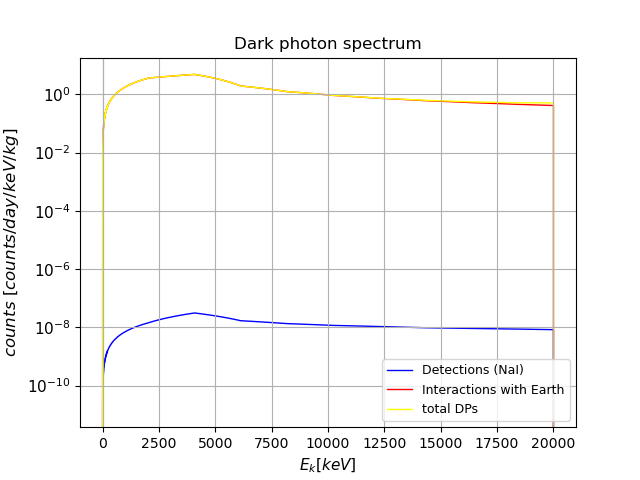 Dark photon spectrum
counts [counts/day/keV/kg]
10^0
10^-2
10^-4
10^-6
10^-8
10^-10
Detections (NaI)
Interactions with Earth
total DPs
0 2500 5000 7500 10000 12500 15000 17500 20000
E_k[keV]